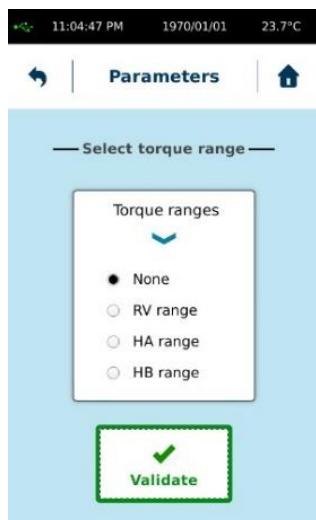 11:04:47 PM 1970/01/01 23.7°C
Parameters
Select torque range
Torque ranges
None
RV range
HA range
HB range
Validate